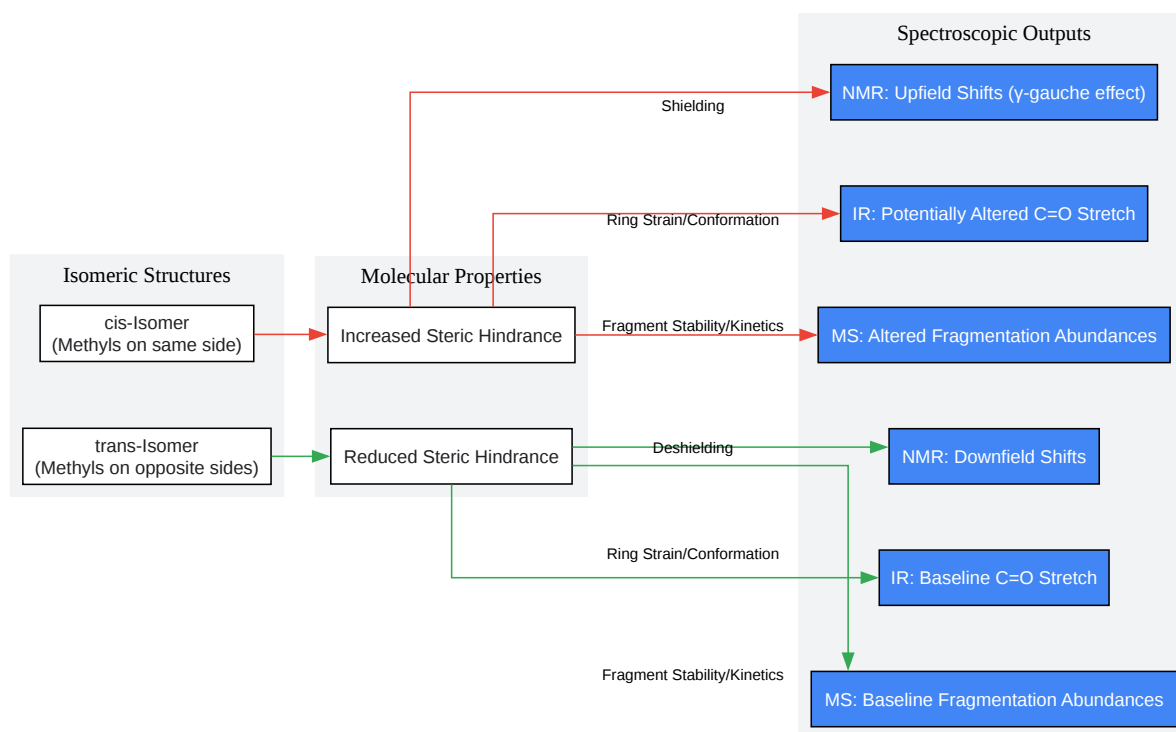 Spectroscopic Outputs
NMR: Upfield Shifts (γ-gauche effect)
Shielding
IR: Potentially Altered C=O Stretch
Ring Strain/Conformation
Isomeric Structures
Molecular Properties
cis-Isomer
(Methyls on same side)
Increased Steric Hindrance
Fragment Stability/Kinetics
MS: Altered Fragmentation Abundances
trans-Isomer
(Methyls on opposite sides)
Reduced Steric Hindrance
Deshielding
NMR: Downfield Shifts
Ring Strain/Conformation
IR: Baseline C=O Stretch
Fragment Stability/Kinetics
MS: Baseline Fragmentation Abundances